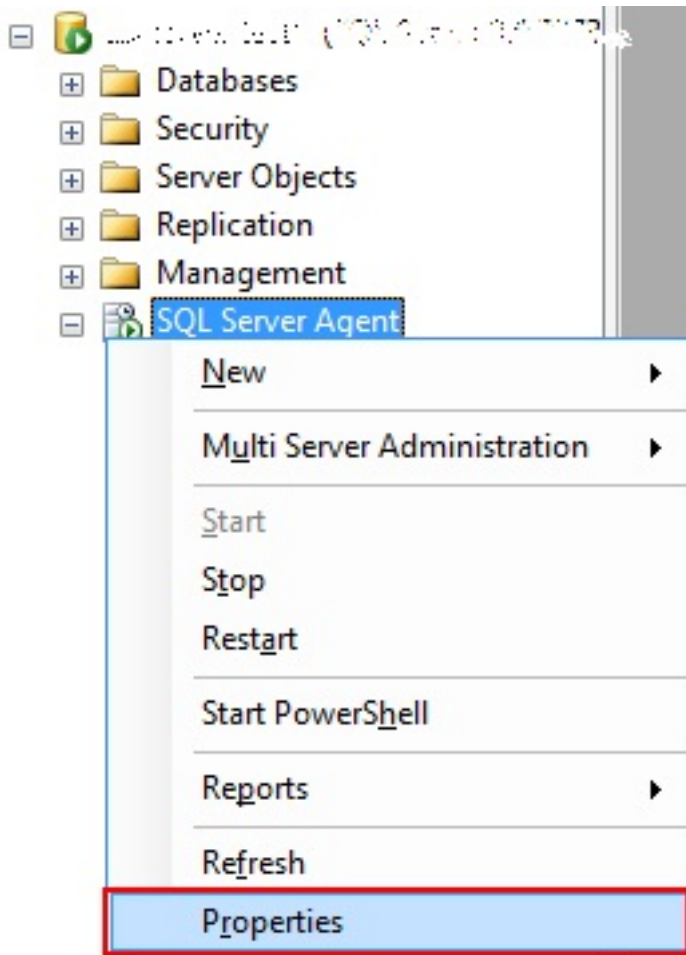 Databases
Security
Server Objects
Replication
Management
SQL Server Agent
New
Multi Server Administration
Start
Stop
Restart
Start PowerShell
Reports
Refresh
Properties